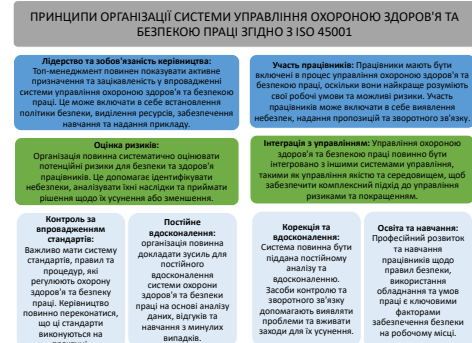 ПРИНЦИПИ ОРГАНІЗАЦІЇ СИСТЕМИ УПРАВЛІННЯ ОХОРОНОЮ ЗДОРОВ'Я ТА
БЕЗПЕКОЮ ПРАЦІ ЗГІДНО З ISO 45001
Лідерство та зобов'язаність керівництва:
Топ-менеджмент повинен показувати активне
призначення та зацікавленість у впровадженні
системи управління охороною здоров'я та безпекою
праці. Це може включати в себе встановлення
політики безпеки, виділення ресурсів, забезпечення
навчання та надання прикладу.
Участь працівників: Працівники мають бути
включені в процес управління охороною здоров'я та
безпекою праці, оскільки вони найкраще розуміють
свої робочі умови та можливі ризики. Участь
працівників може включати в себе виявлення
небезпек, надання пропозицій та зворотного зв'язку.
Оцінка ризиків:
Організація повинна систематично оцінювати
потенційні ризики для безпеки та здоров'я
працівників. Це допомагає ідентифікувати
небезпеки, аналізувати їхні наслідки та приймати
рішення щодо їх усунення або зменшення.
Інтеграція з управлінням: Управління охороною
здоров'я та безпекою праці повинно бути
інтегровано з іншими системами управління,
такими як управління якістю та середовищем, щоб
забезпечити комплексний підхід до управління
ризиками та покращенням.
Контроль за
впровадженням
стандартів:
Важливо мати систему
стандартів, правил та
процедур, які
регулюють охорону
здоров'я та безпеку
праці. Керівництво
повинно переконатися,
що ці стандарти
виконуються на
Постійне
вдосконалення:
організація повинна
докладати зусиль для
постійного
вдосконалення
системи охорони
здоров'я та безпеки
праці на основі аналізу
даних, відгуків та
навчання з минулих
випадків.
Корекція та
вдосконалення:
Система повинна бути
піддана постійному
аналізу та
вдосконаленню.
Засоби контролю та
зворотного зв'язку
допомагають виявляти
проблеми та вживати
заходи для їх усунення.
Освіта та навчання:
Професійний розвиток
та навчання
працівників щодо
правил безпеки,
використання
обладнання та умов
праці є ключовими
факторами
забезпечення безпеки
на робочому місці.